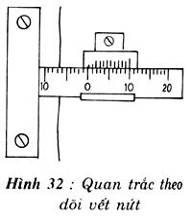 10 0 10 20
Hình 32 : Quan trắc theo
dõi vết nứt